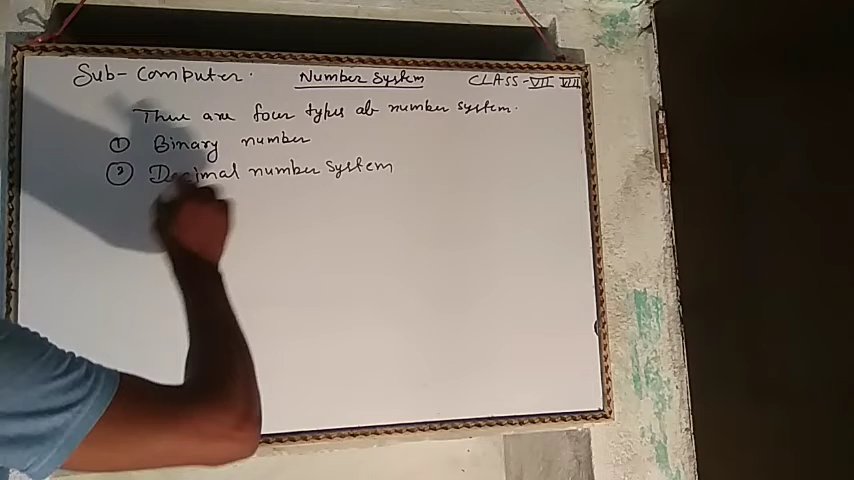 Sub- Computer. Number System CLASS-VII VIII
There are four types of number system.
① Binary number
② Decimal number system